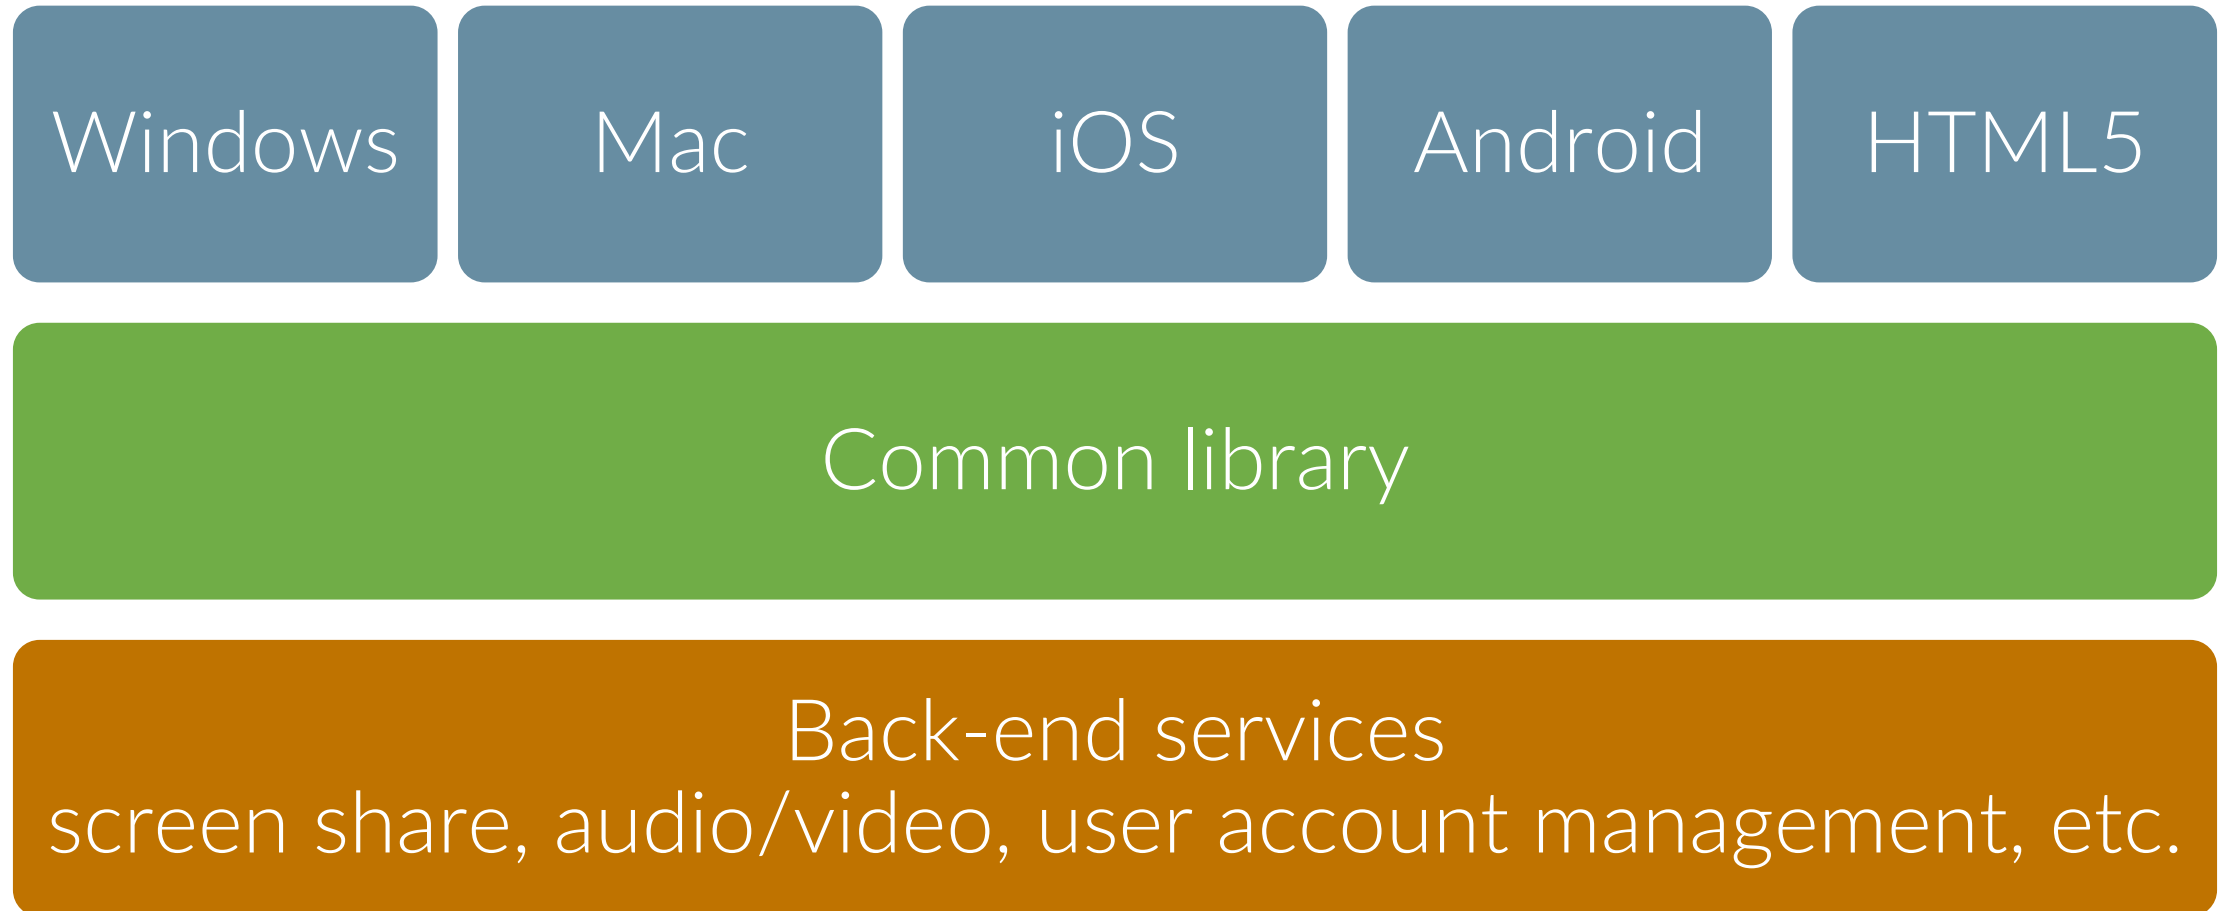 Windows
Mac
iOS
Android
HTML5
Common library
Back-end services
screen share, audio/video, user account management, etc.